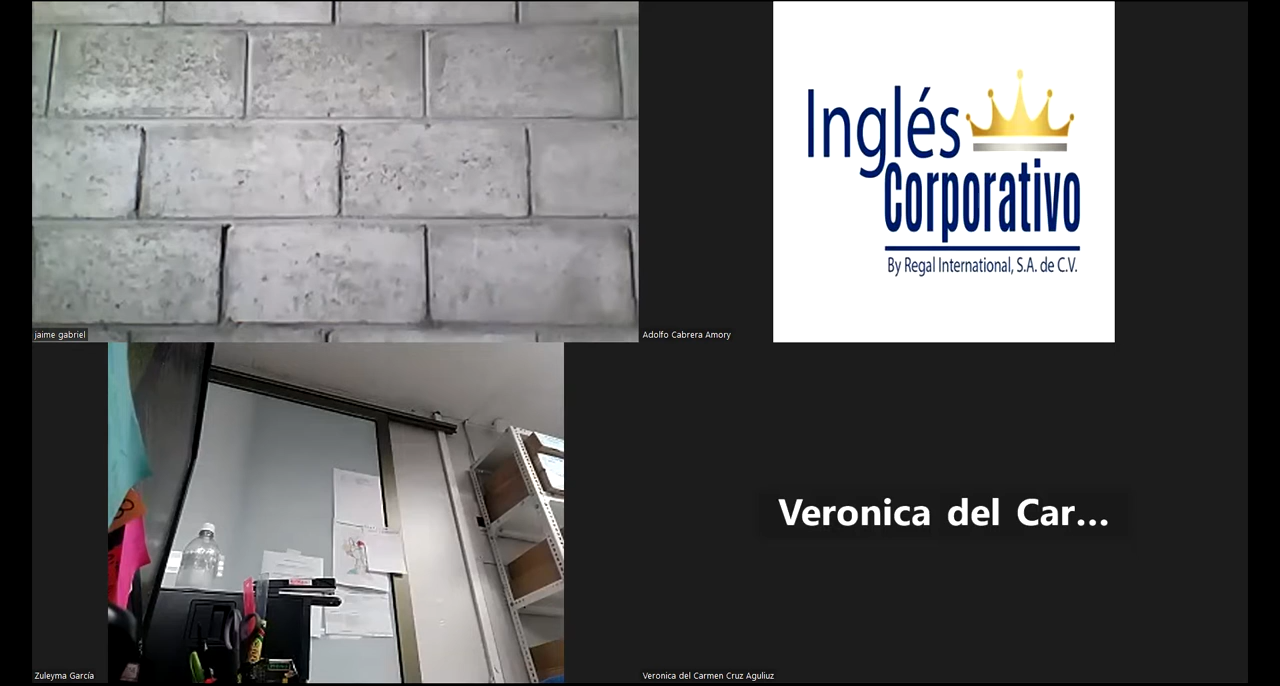 Inglés
Corporativo
By Regal International, S.A. de C.V.
jaime gabriel
Adolfo Cabrera Amory
Veronica del Car...
Zuleyma García
Veronica del Carmen Cruz Aguliuz